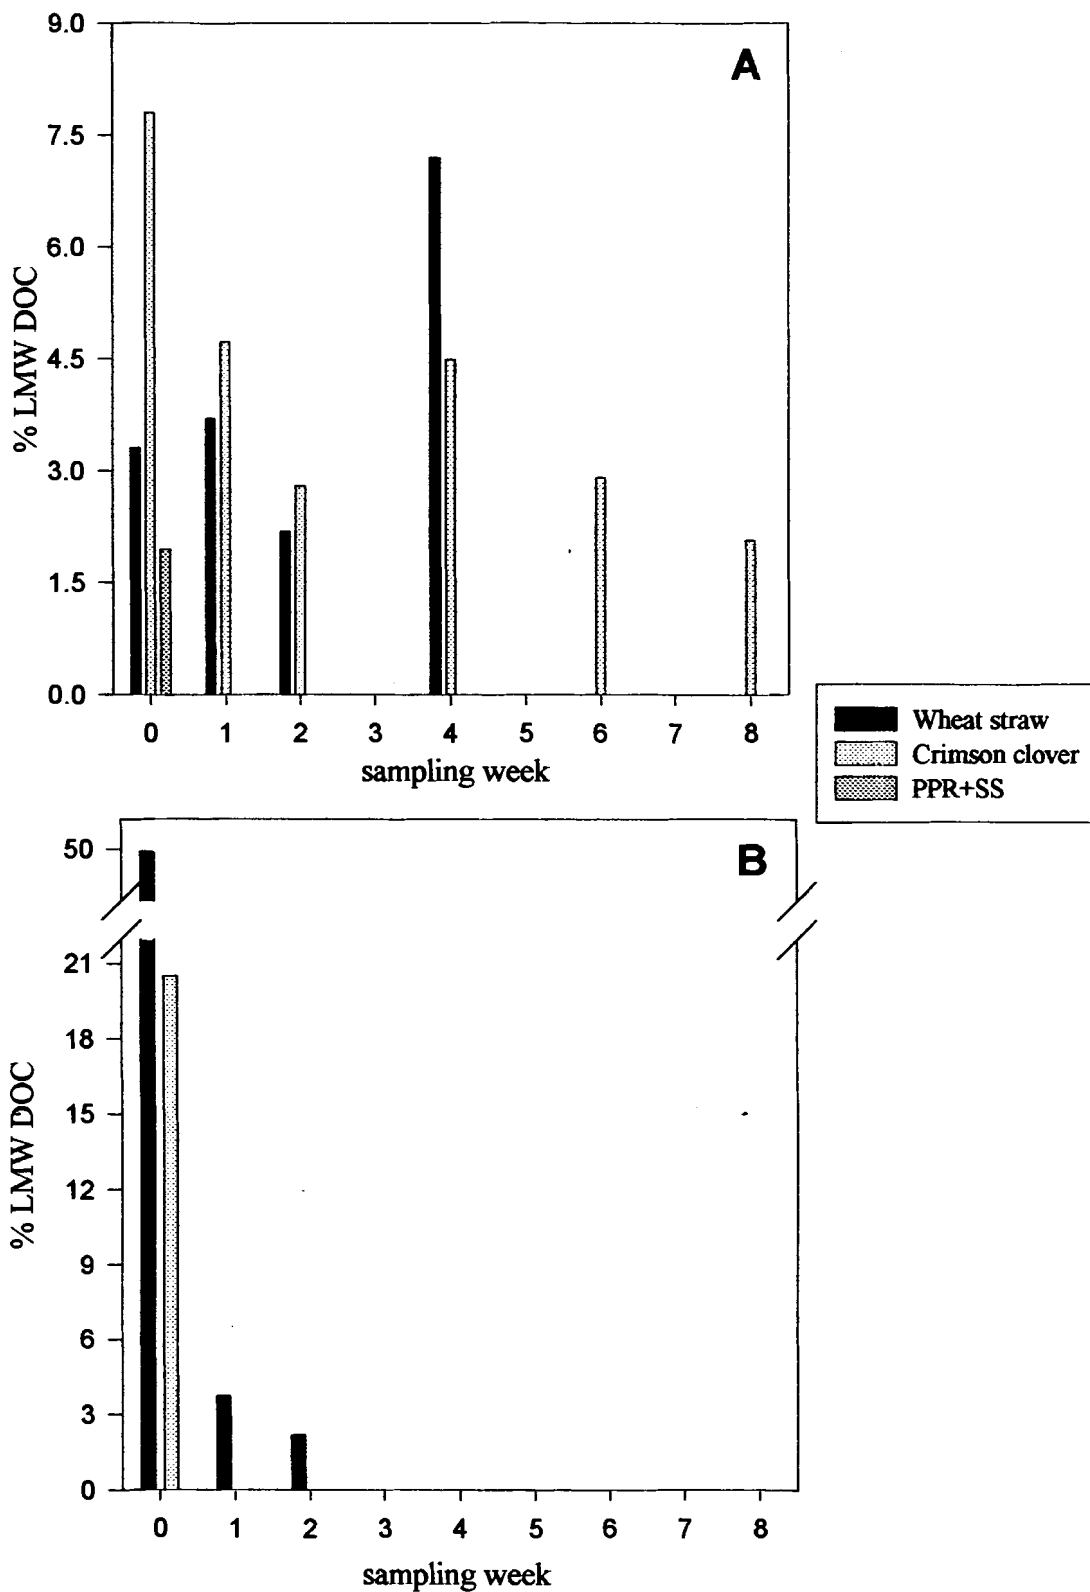 A
9.0
7.5
6.0
4.5
3.0
1.5
0.0
% LMW DOC
0 1 2 3 4 5 6 7 8
sampling week
Wheat straw
Crimson clover
PPR+SS
B
50
21
18
15
12
9
6
3
0
% LMW DOC
0 1 2 3 4 5 6 7 8
sampling week